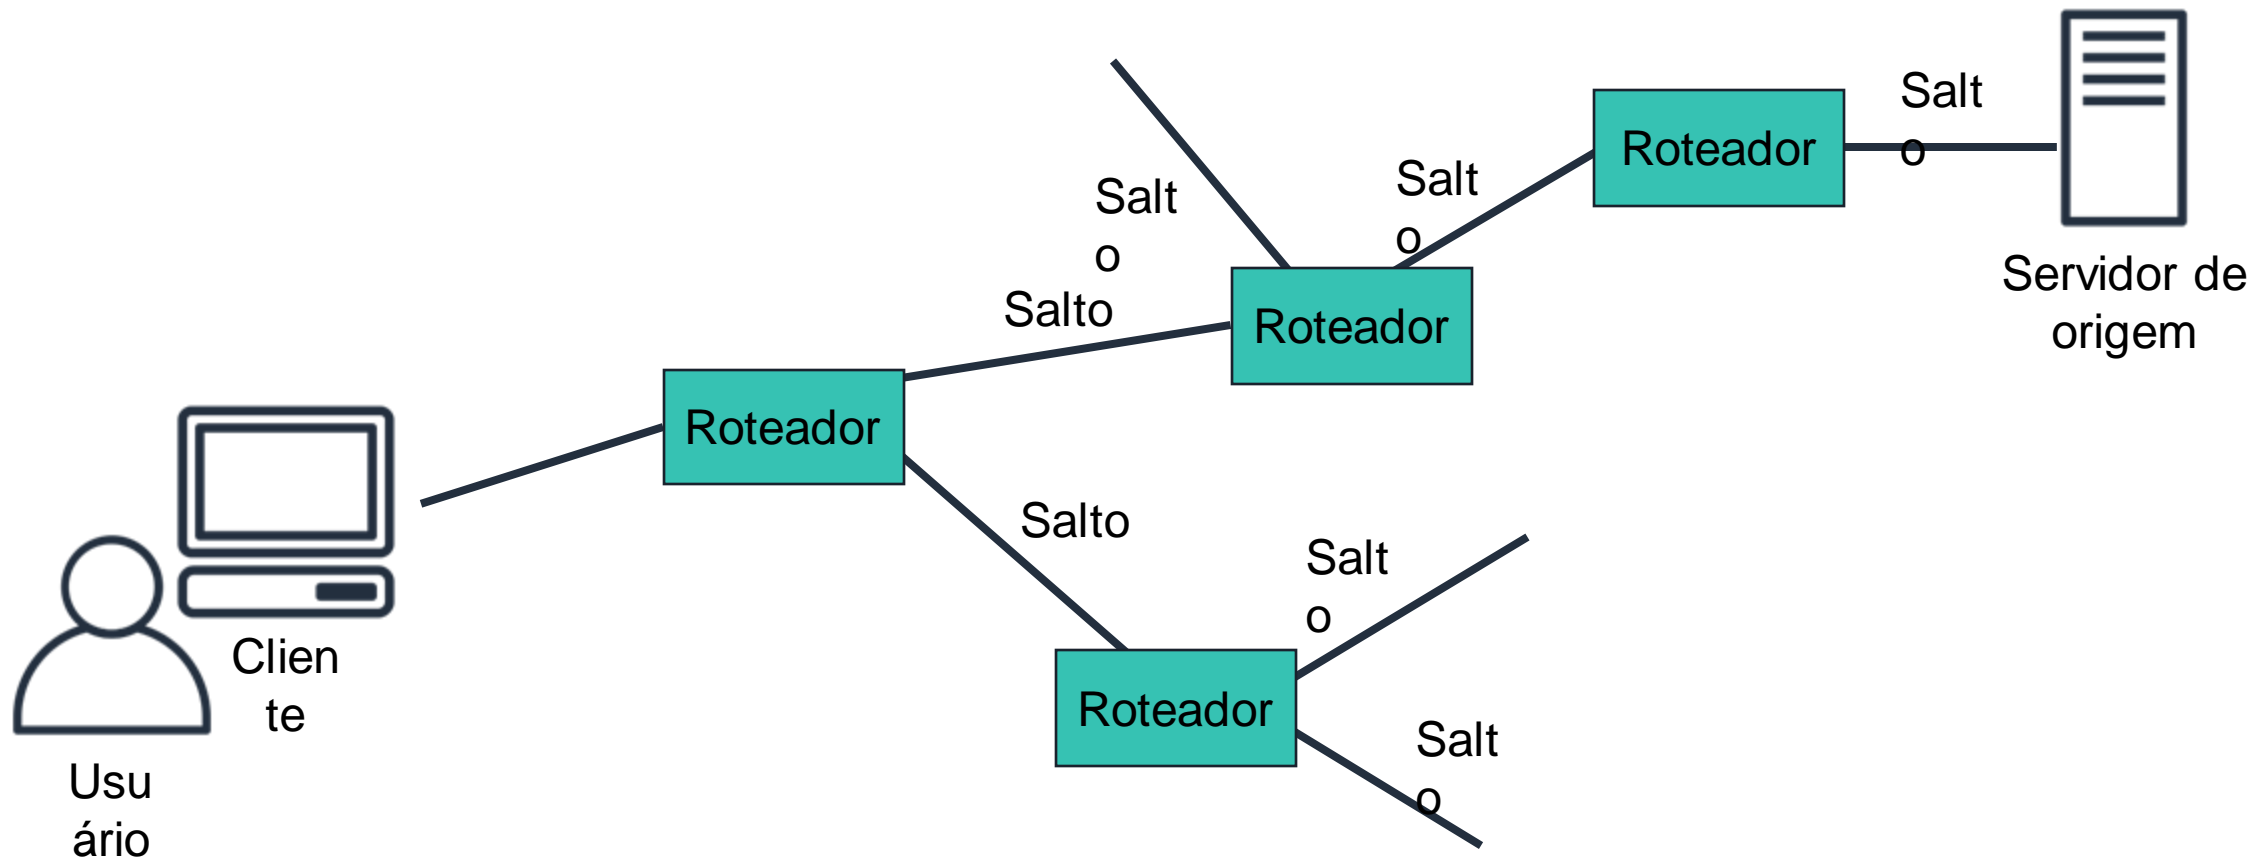 Salt
o
Roteador
Salt
o
Salt
o
Servidor de
origem
Salto
Roteador
Roteador
Salto
Salt
o
Clien
te
Roteador
Salt
o
Usu
ário